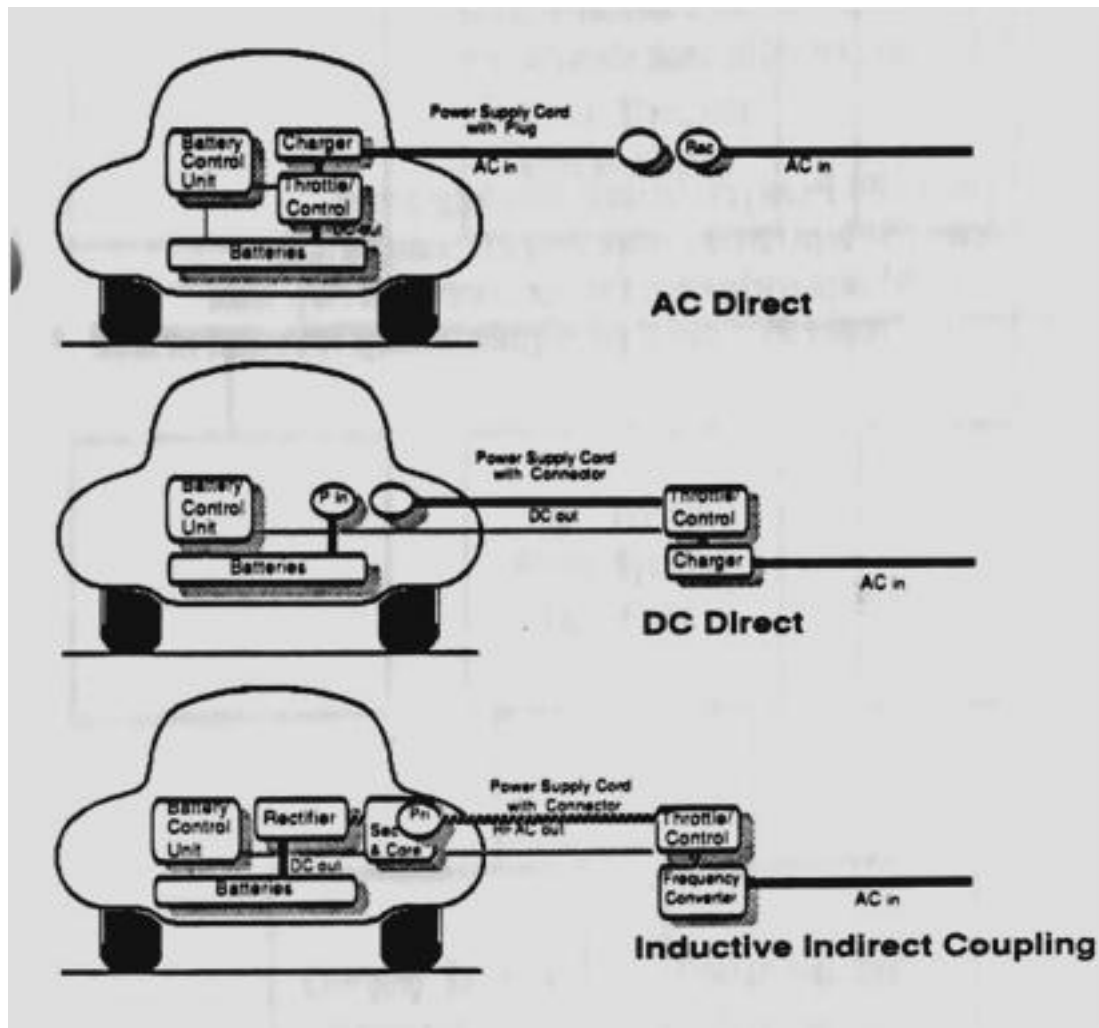 Power Supply Cord
with Plug
Battery
Control
Unit
Charger
AC in
Rac
AC in
Throttle/
Control
DC out
Batteries
AC Direct
Power Supply Cord
with Connector
Battery
Control
Unit
P in
Throttle/
Control
DC out
Charger
Batteries
AC in
DC Direct
Power Supply Cord
with Connector
Battery
Control
Unit
Rectifier
Pri
Sec
& Core
HF AC out
Throttle/
Control
DC out
Batteries
Frequency
Converter
AC in
Inductive Indirect Coupling